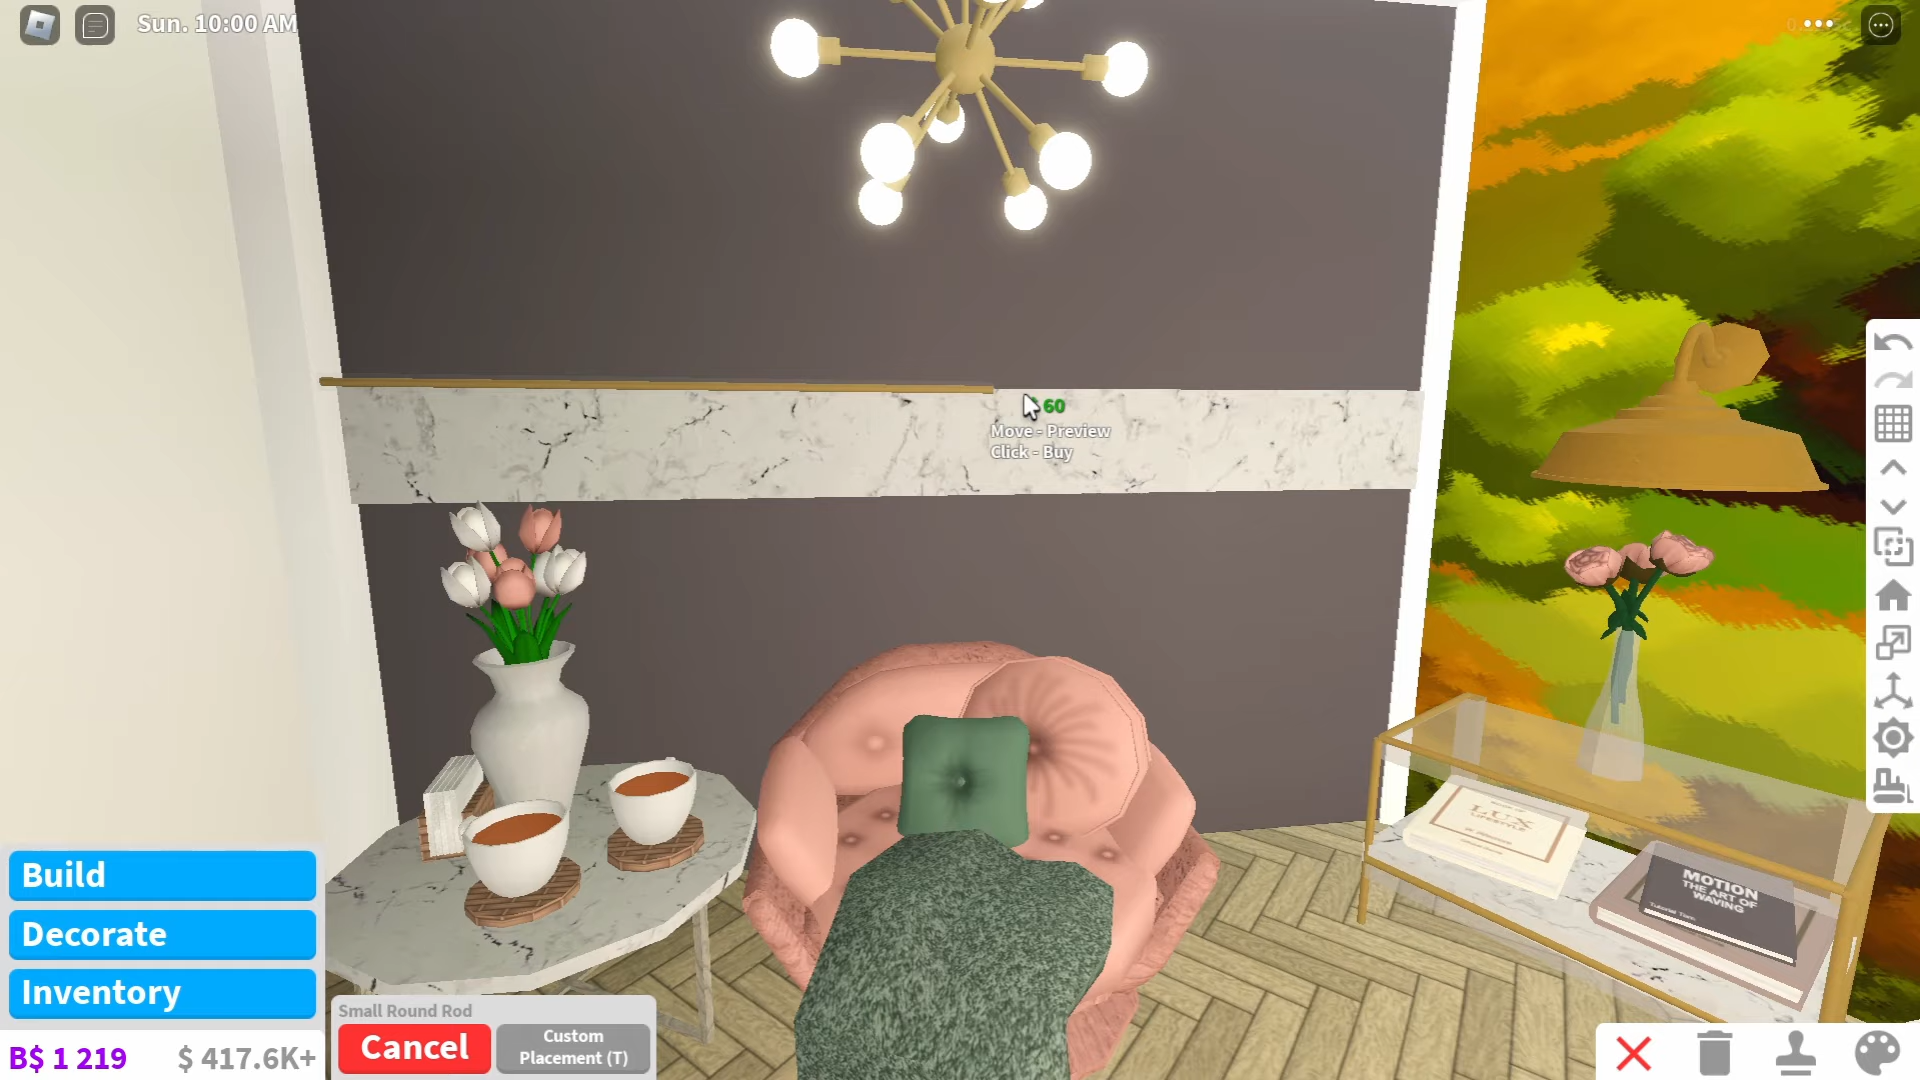 Sun. 10:00 AM
60
Move - Preview
Click - Buy
LUX
LIFESTYLE
MOTION
THE ART OF
WAVING
Build
Decorate
Inventory
Small Round Rod
Cancel
Custom
Placement (T)
B$ 1 219
$ 417.6K+